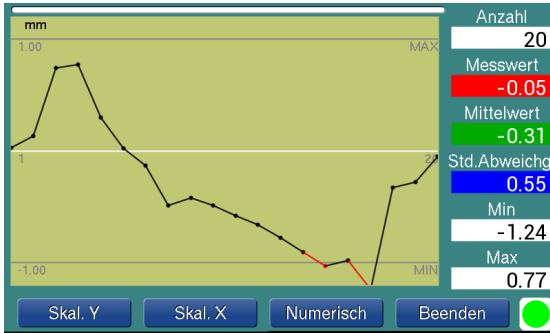 mm
1.00
MAX
1
20
-1.00
MIN
Anzahl
20
Messwert
-0.05
Mittelwert
-0.31
Std.Abweichg
0.55
Min
-1.24
Max
0.77
Skal. Y
Skal. X
Numerisch
Beenden